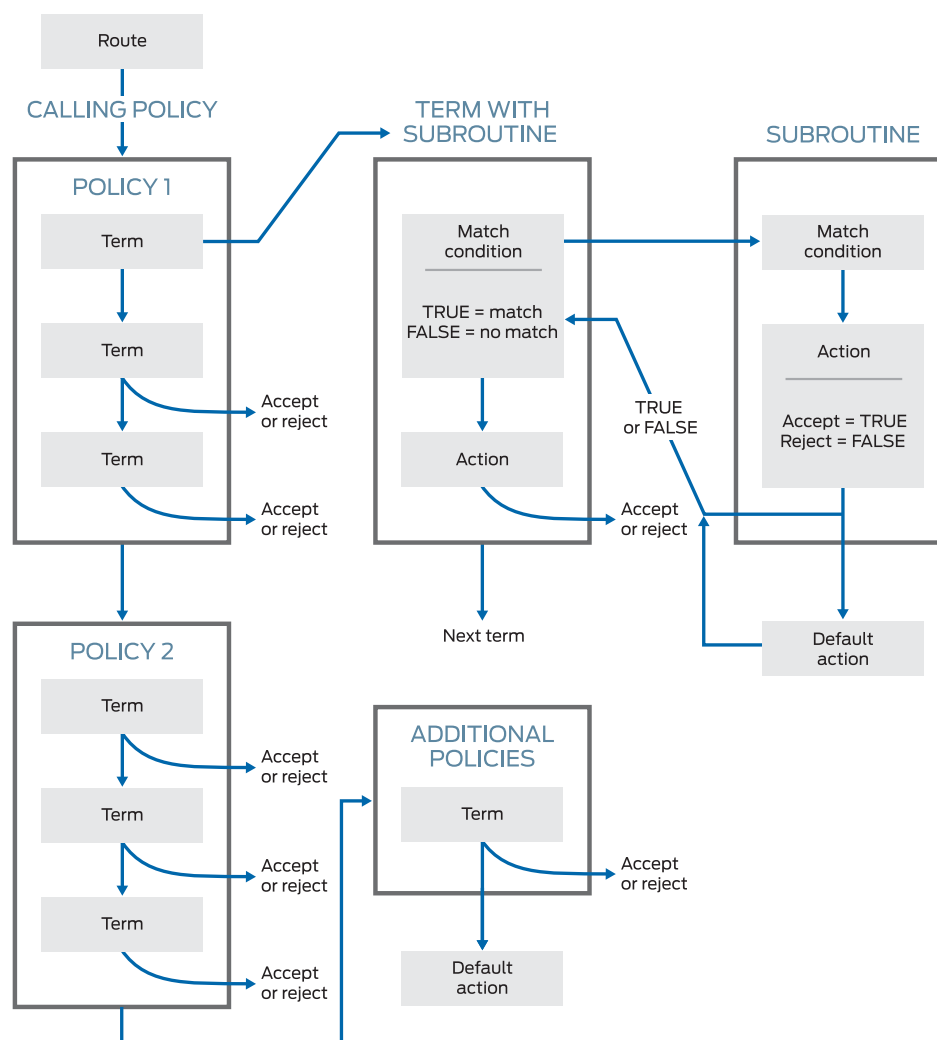 Route
CALLING POLICY
POLICY 1
Term
Term
Accept
or reject
Term
Accept
or reject
TERM WITH
SUBROUTINE
Match
condition
TRUE = match
FALSE = no match
Action
Accept
or reject
Next term
TRUE
or FALSE
SUBROUTINE
Match
condition
Action
Accept = TRUE
Reject = FALSE
Default
action
POLICY 2
Term
Accept
or reject
Term
Accept
or reject
Term
Accept
or reject
ADDITIONAL
POLICIES
Term
Accept
or reject
Default
action